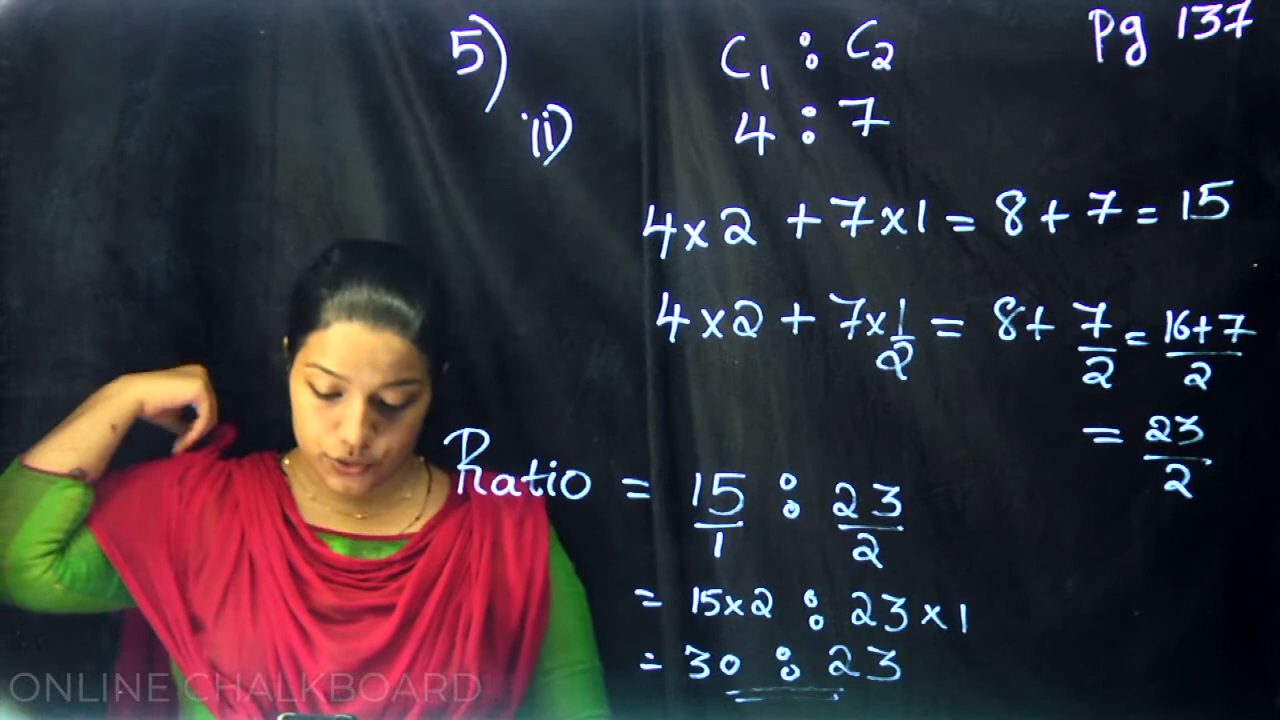 5)
ii)
C₁ : C₂
pg 137
4 : 7
4×2 + 7×1 = 8+7 = 15
4×2 + 7×1/2 = 8+ 7/2 = 16+7/2
= 23/2
Ratio = 15/1 : 23/2
= 15×2 : 23×1
= 30 : 23
ONLINE CHALKBOARD